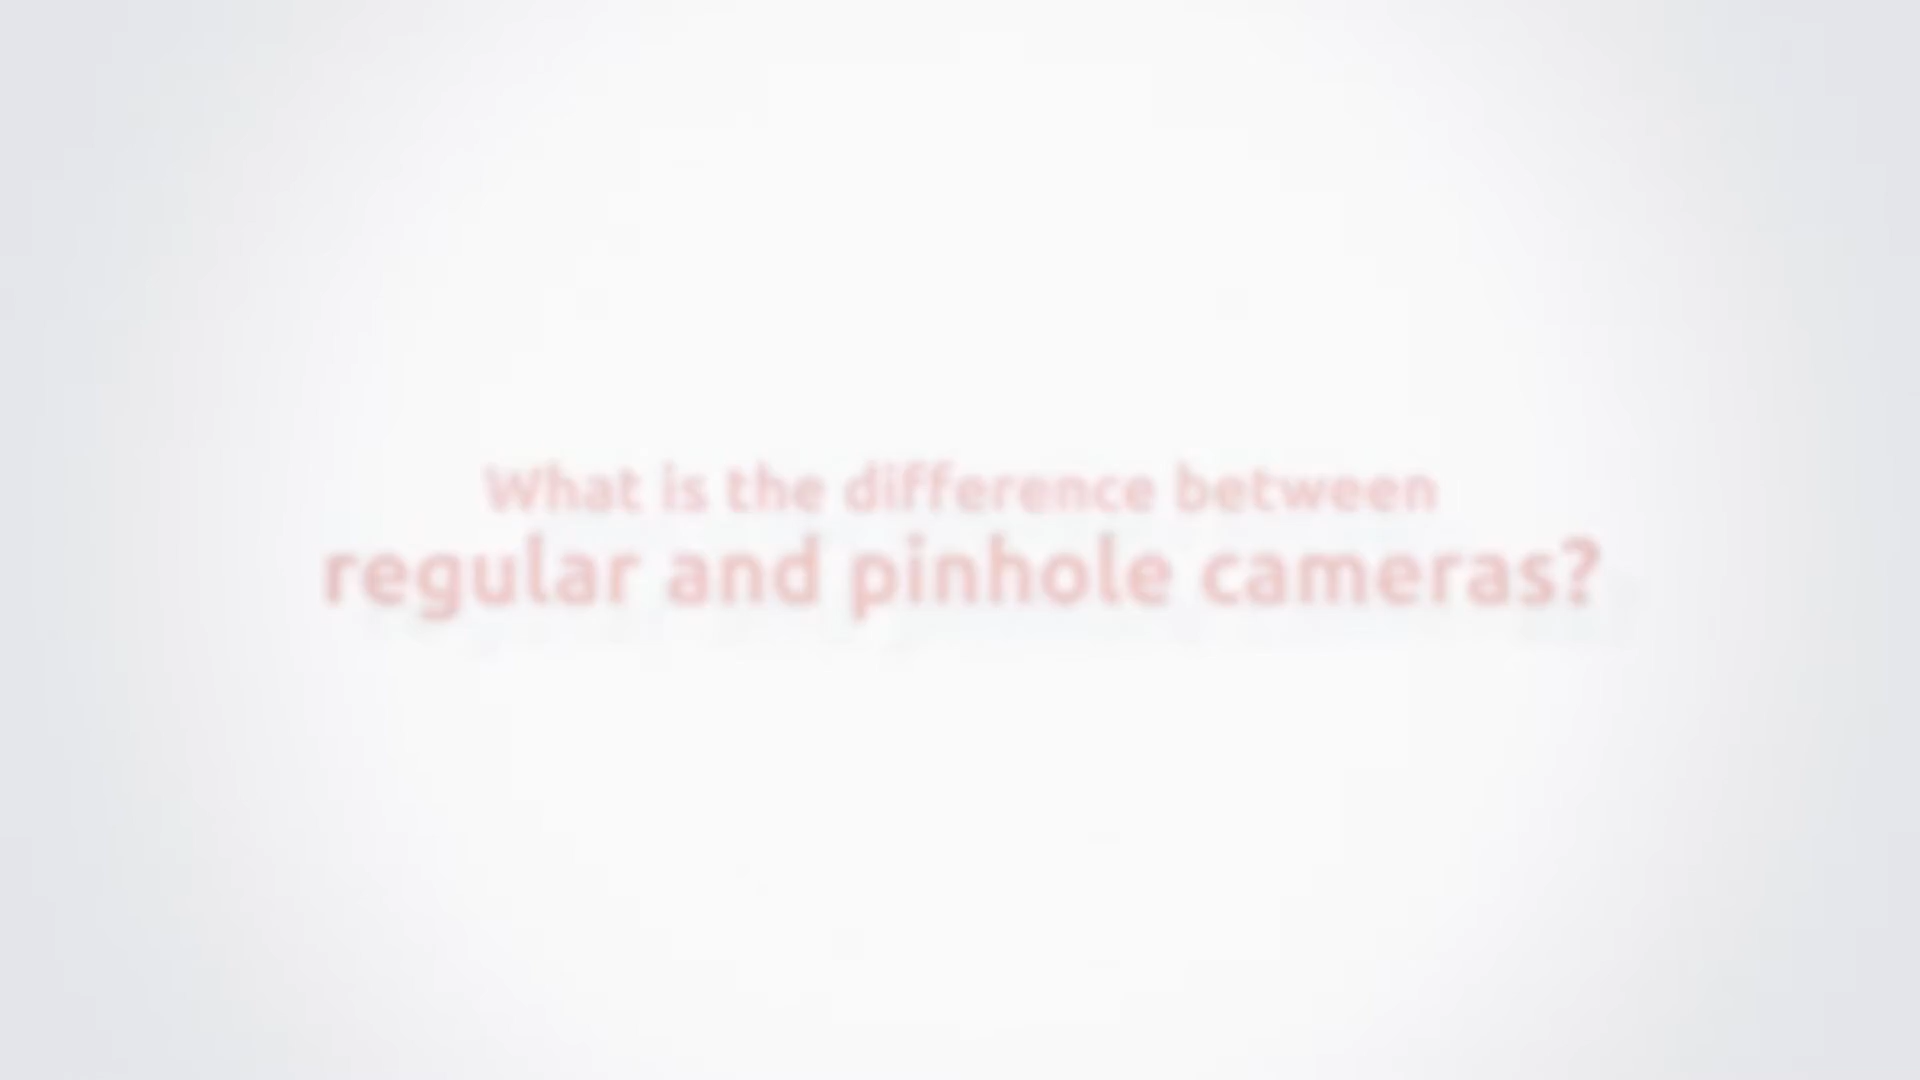 What is the difference between
regular and pinhole cameras?